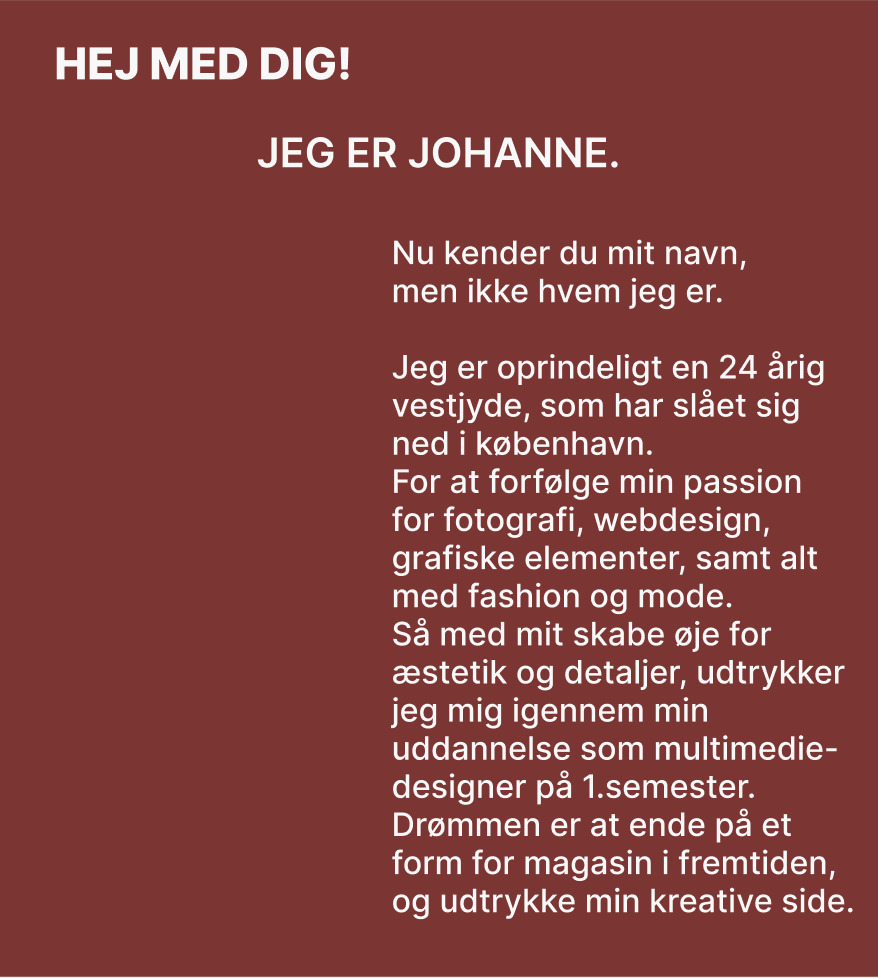 HEJ MED DIG!
JEG ER JOHANNE.
Nu kender du mit navn,
men ikke hvem jeg er.
Jeg er oprindeligt en 24 årig
vestjyde, som har slået sig
ned i københavn.
For at forfølge min passion
for fotografi, webdesign,
grafiske elementer, samt alt
med fashion og mode.
Så med mit skabe øje for
æstetik og detaljer, udtrykker
jeg mig igennem min
uddannelse som multimedie-
designer på 1.semester.
Drømmen er at ende på et
form for magasin i fremtiden,
og udtrykke min kreative side.